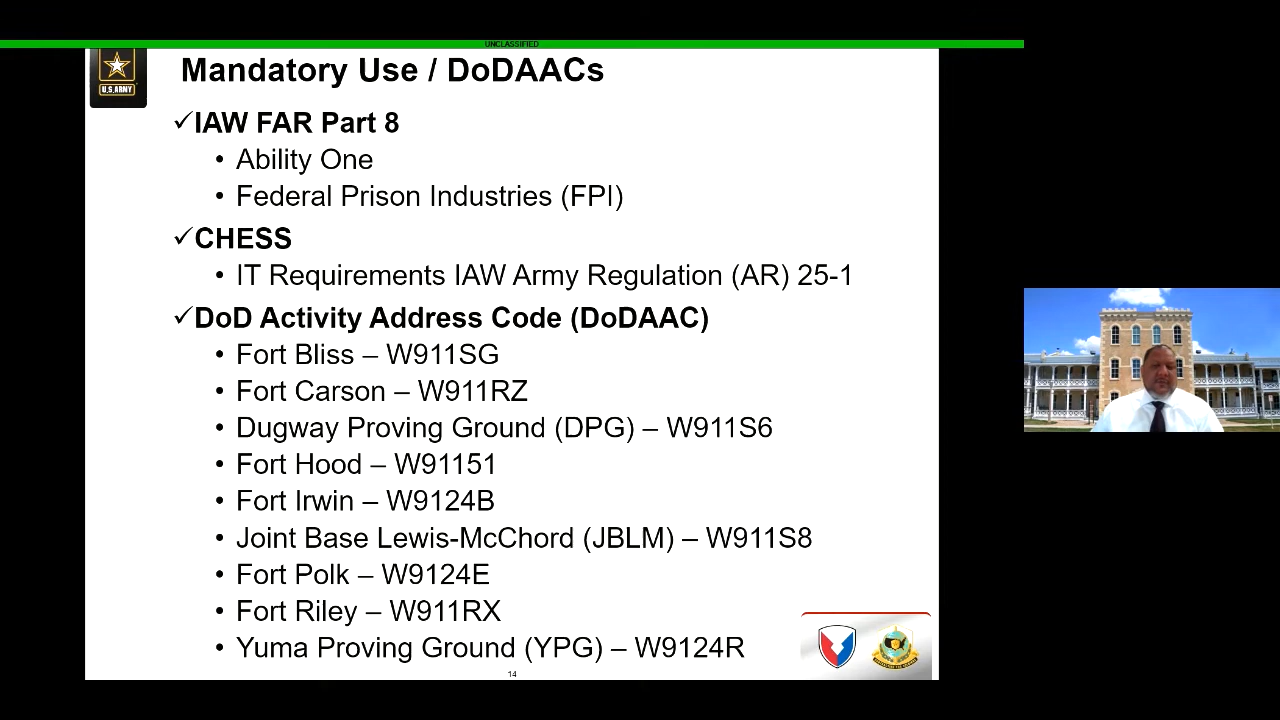 UNCLASSIFIED
U.S. ARMY
Mandatory Use / DoDAACs
✓IAW FAR Part 8
• Ability One
• Federal Prison Industries (FPI)
✓CHESS
• IT Requirements IAW Army Regulation (AR) 25-1
✓DoD Activity Address Code (DoDAAC)
• Fort Bliss – W911SG
• Fort Carson – W911RZ
• Dugway Proving Ground (DPG) – W911S6
• Fort Hood – W91151
• Fort Irwin – W9124B
• Joint Base Lewis-McChord (JBLM) – W911S8
• Fort Polk – W9124E
• Fort Riley – W911RX
• Yuma Proving Ground (YPG) – W9124R
14